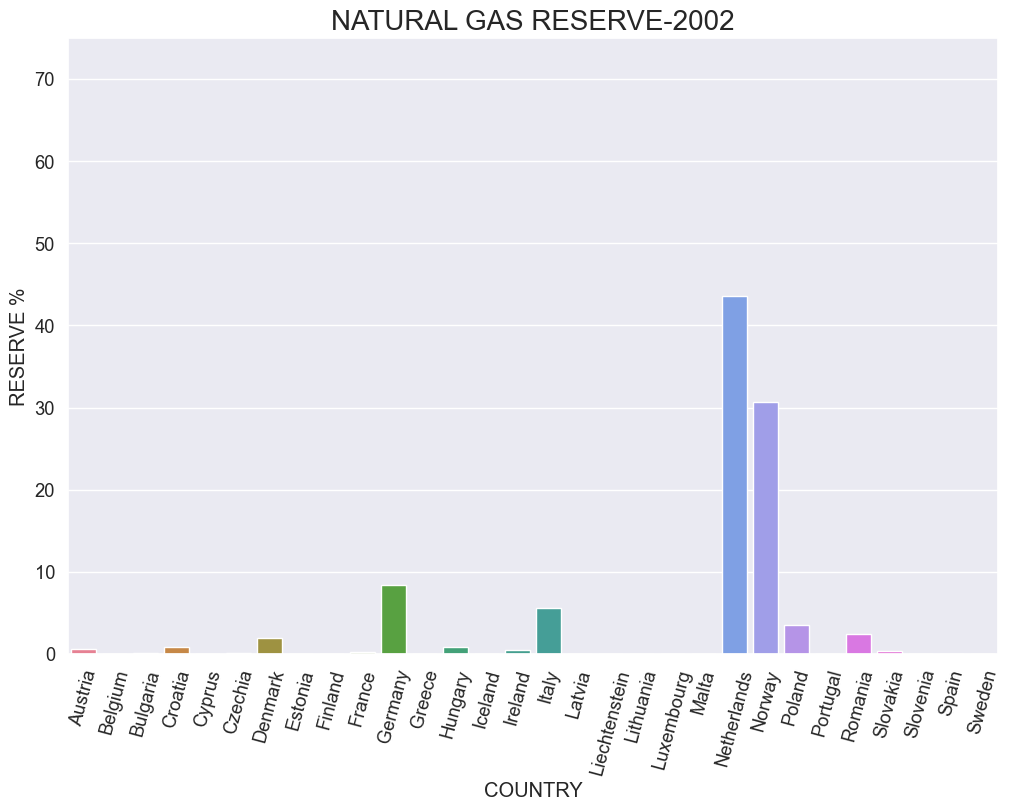 NATURAL GAS RESERVE-2002
70
60
50
40
30
20
10
0
RESERVE %
Austria
Belgium
Bulgaria
Croatia
Cyprus
Czechia
Denmark
Estonia
Finland
France
Germany
Greece
Hungary
Iceland
Ireland
Italy
Latvia
Liechtenstein
Lithuania
Luxembourg
Malta
Netherlands
Norway
Poland
Portugal
Romania
Slovakia
Slovenia
Spain
Sweden
COUNTRY